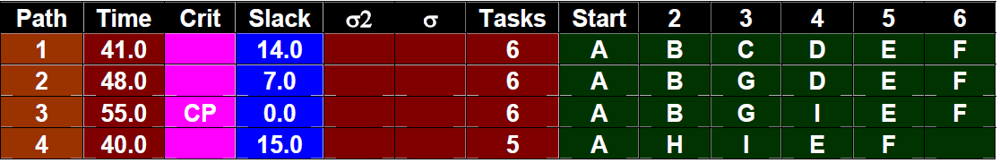 Path Time Crit Slack σ2 σ Tasks Start 2 3 4 5 6
1 41.0 14.0 6 A B C D E F
2 48.0 7.0 6 A B G D E F
3 55.0 CP 0.0 6 A B G I E F
4 40.0 15.0 5 A H I E F